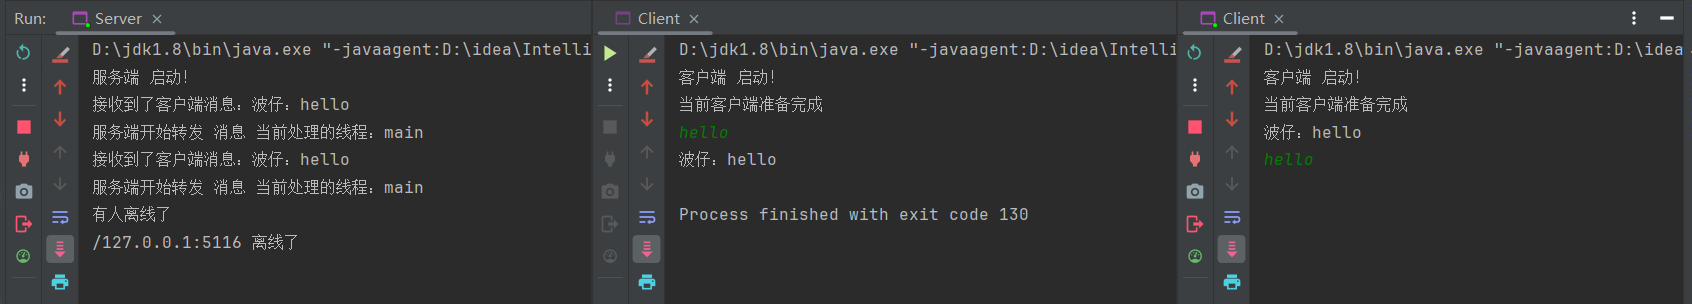 Run:
Server
D:\jdk1.8\bin\java.exe "-javaagent:D:\idea\Intelli
服务端 启动!
接收到了客户端消息：波仔：hello
服务端开始转发 消息 当前处理的线程：main
接收到了客户端消息：波仔：hello
服务端开始转发 消息 当前处理的线程：main
有人离线了
/127.0.0.1:5116 离线了
Client
D:\jdk1.8\bin\java.exe "-javaagent:D:\idea\Intelli
客户端 启动!
当前客户端准备完成
hello
波仔：hello
Process finished with exit code 130
Client
D:\jdk1.8\bin\java.exe "-javaagent:D:\idea
客户端 启动!
当前客户端准备完成
波仔：hello
hello